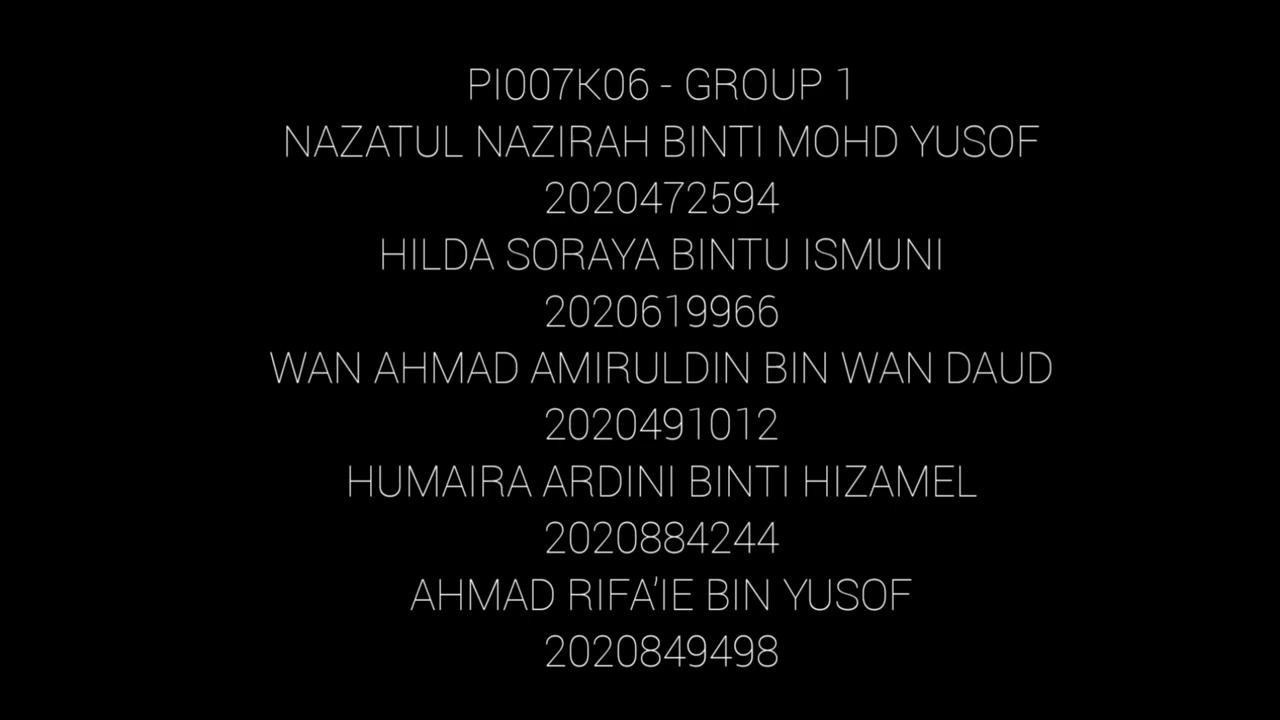 PI007K06 - GROUP 1
NAZATUL NAZIRAH BINTI MOHD YUSOF
2020472594
HILDA SORAYA BINTU ISMUNI
2020619966
WAN AHMAD AMIRULDIN BIN WAN DAUD
2020491012
HUMAIRA ARDINI BINTI HIZAMEL
2020884244
AHMAD RIFA'IE BIN YUSOF
2020849498